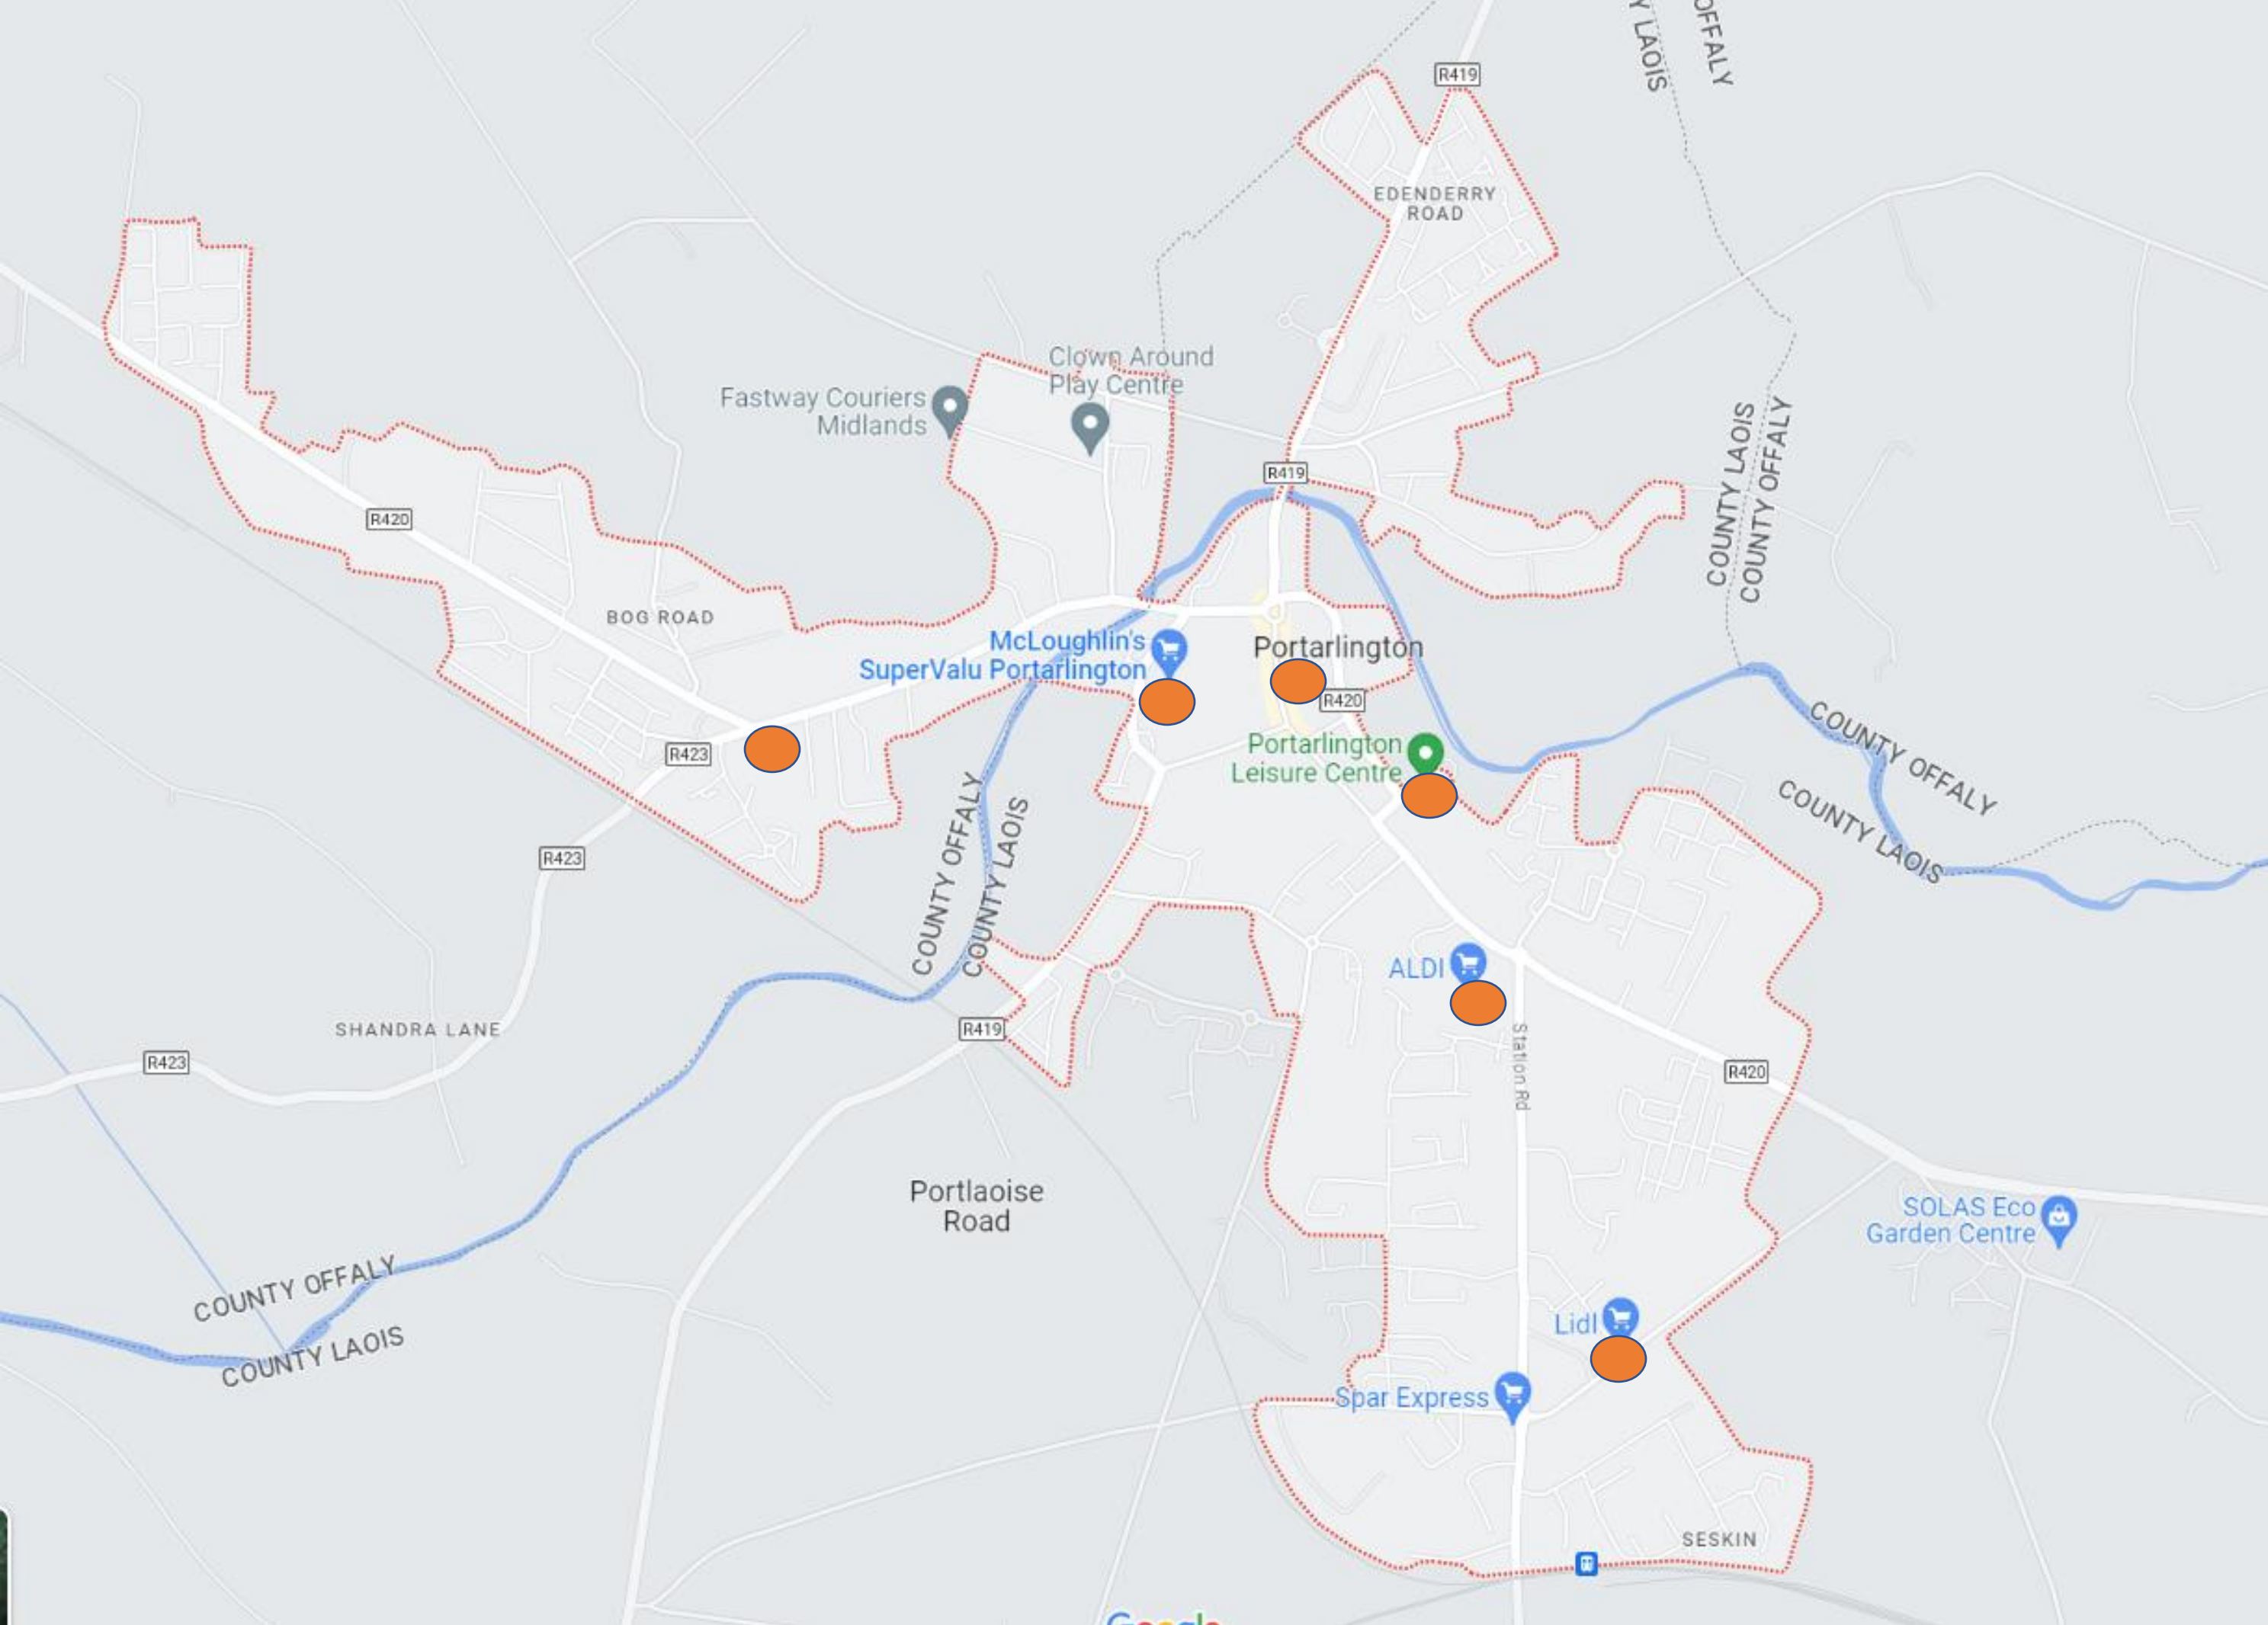 Y LAOIS
OFFALY
R419
EDENDERRY
ROAD
Clown Around
Play Centre
Fastway Couriers
Midlands
COUNTY LAOIS
COUNTY OFFALY
R419
R420
BOG ROAD
McLoughlin's
SuperValu Portarlington
Portarlington
R420
R423
Portarlington
Leisure Centre
COUNTY OFFALY
COUNTY LAOIS
R423
COUNTY OFFALY
COUNTY LAOIS
ALDI
SHANDRA LANE
R419
R423
Station Rd
R420
Portlaoise
Road
SOLAS Eco
Garden Centre
COUNTY OFFALY
COUNTY LAOIS
Lidl
Spar Express
SESKIN
Google